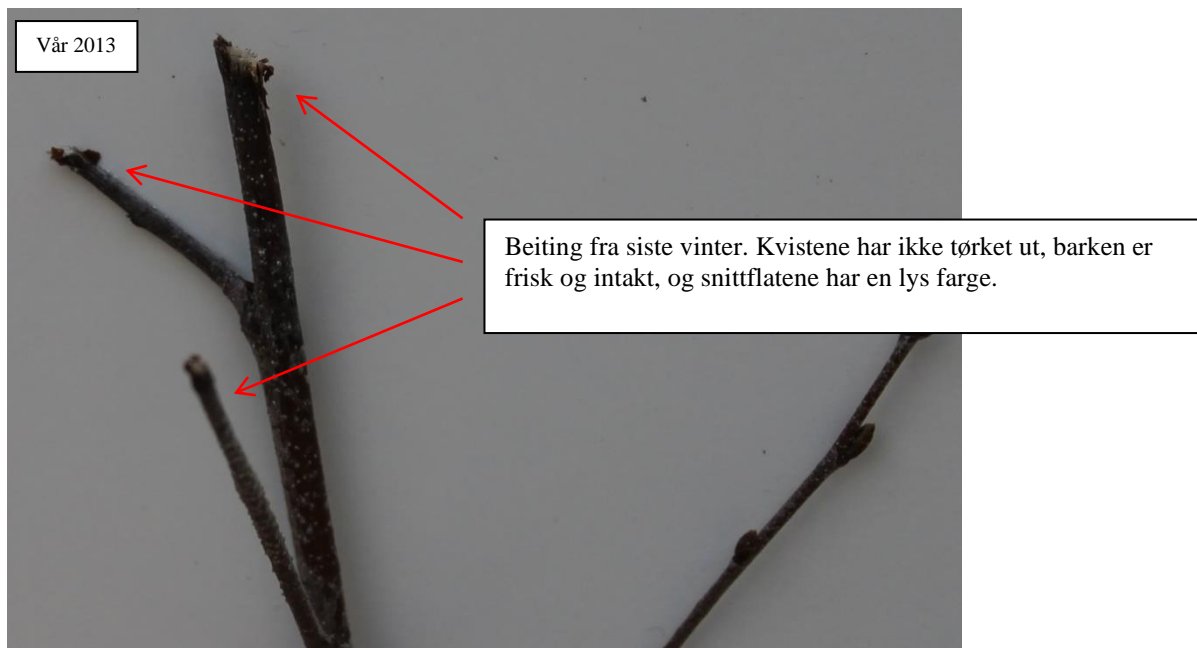 Vår 2013
Beiting fra siste vinter. Kvistene har ikke tørket ut, barken er
frisk og intakt, og snittflatene har en lys farge.